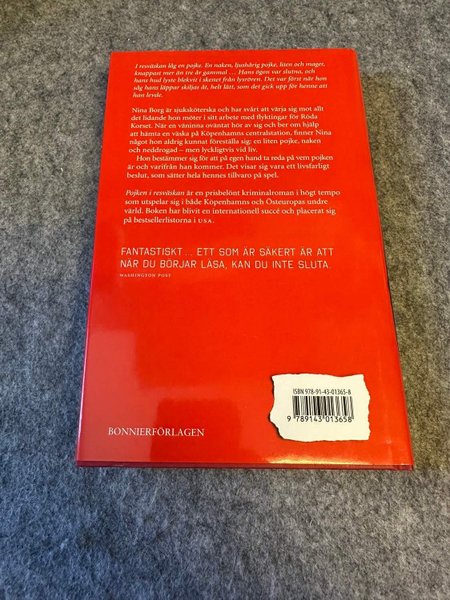 I resväskan låg en pojke. En naken, ljushårig pojke, liten och mager,
knappast mer än tre år gammal ... Hans ögon var slutna, och
hans hud lyste blekvit i skenet från lysrören. Det var först när hon
såg hans läppar skiljas åt, helt lätt, som det gick upp för henne att
han levde.
Nina Borg är sjuksköterska och har svårt att värja sig mot allt
det lidande hon möter i sitt arbete med flyktingar för Röda
Korset. När en väninna oväntat hör av sig och ber om hjälp
att hämta en väska på Köpenhamns centralstation, finner Nina
något hon aldrig kunnat föreställa sig: en liten pojke, naken
och neddrogad – men lyckligtvis vid liv.
Hon bestämmer sig för att på egen hand ta reda på vem pojken
är och varifrån han kommer. Det visar sig vara ett livsfarligt
beslut, som sätter hela hennes tillvaro på spel.
Pojken i resväskan är en prisbelönt kriminalroman i högt tempo
som utspelar sig i både Köpenhamns och Östeuropas undre
värld. Boken har blivit en internationell succé och placerat sig
på bestsellerlistorna i USA.
FANTASTISKT ... ETT SOM ÄR SÄKERT ÄR ATT
NÄR DU BÖRJAR LÄSA, KAN DU INTE SLUTA.
WASHINGTON POST
ISBN 978-91-43-01365-8
9 789143 013658
BONNIERFÖRLAGEN